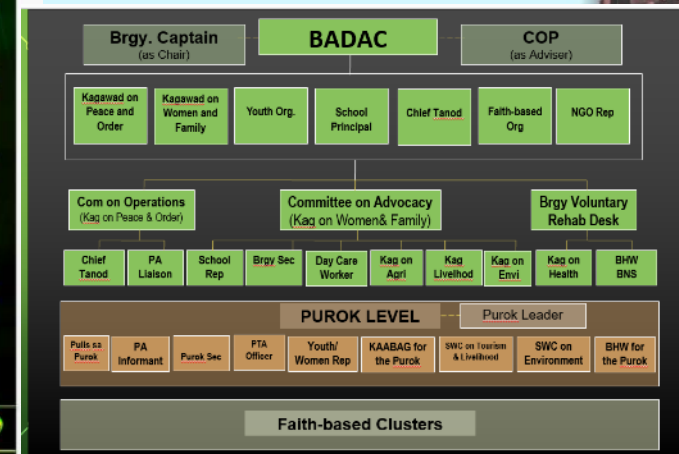 Brgy. Captain
(as Chair)
BADAC
COP
(as Adviser)
Kagawad on
Peace and
Order
Kagawad on
Women and
Family
Youth Org.
School
Principal
Chief Tanod
Faith-based
Org
NGO Rep
Com on Operations
(Kag on Peace & Order)
Committee on Advocacy
(Kag on Women& Family)
Brgy Voluntary
Rehab Desk
Chief
Tanod
PA
Liaison
School
Rep
Brgy Sec
Day Care
Worker
Kag on
Agri
Kag
Livelhod
Kag on
Envi
Kag on
Health
BHW
BNS
PUROK LEVEL
Purok Leader
Pulis sa
Purok
PA
Informant
Purok Sec
PTA
Officer
Youth/
Women Rep
KAABAG for
the Purok
SWC on Tourism
& Livelihood
SWC on
Environment
BHW for
the Purok
Faith-based Clusters